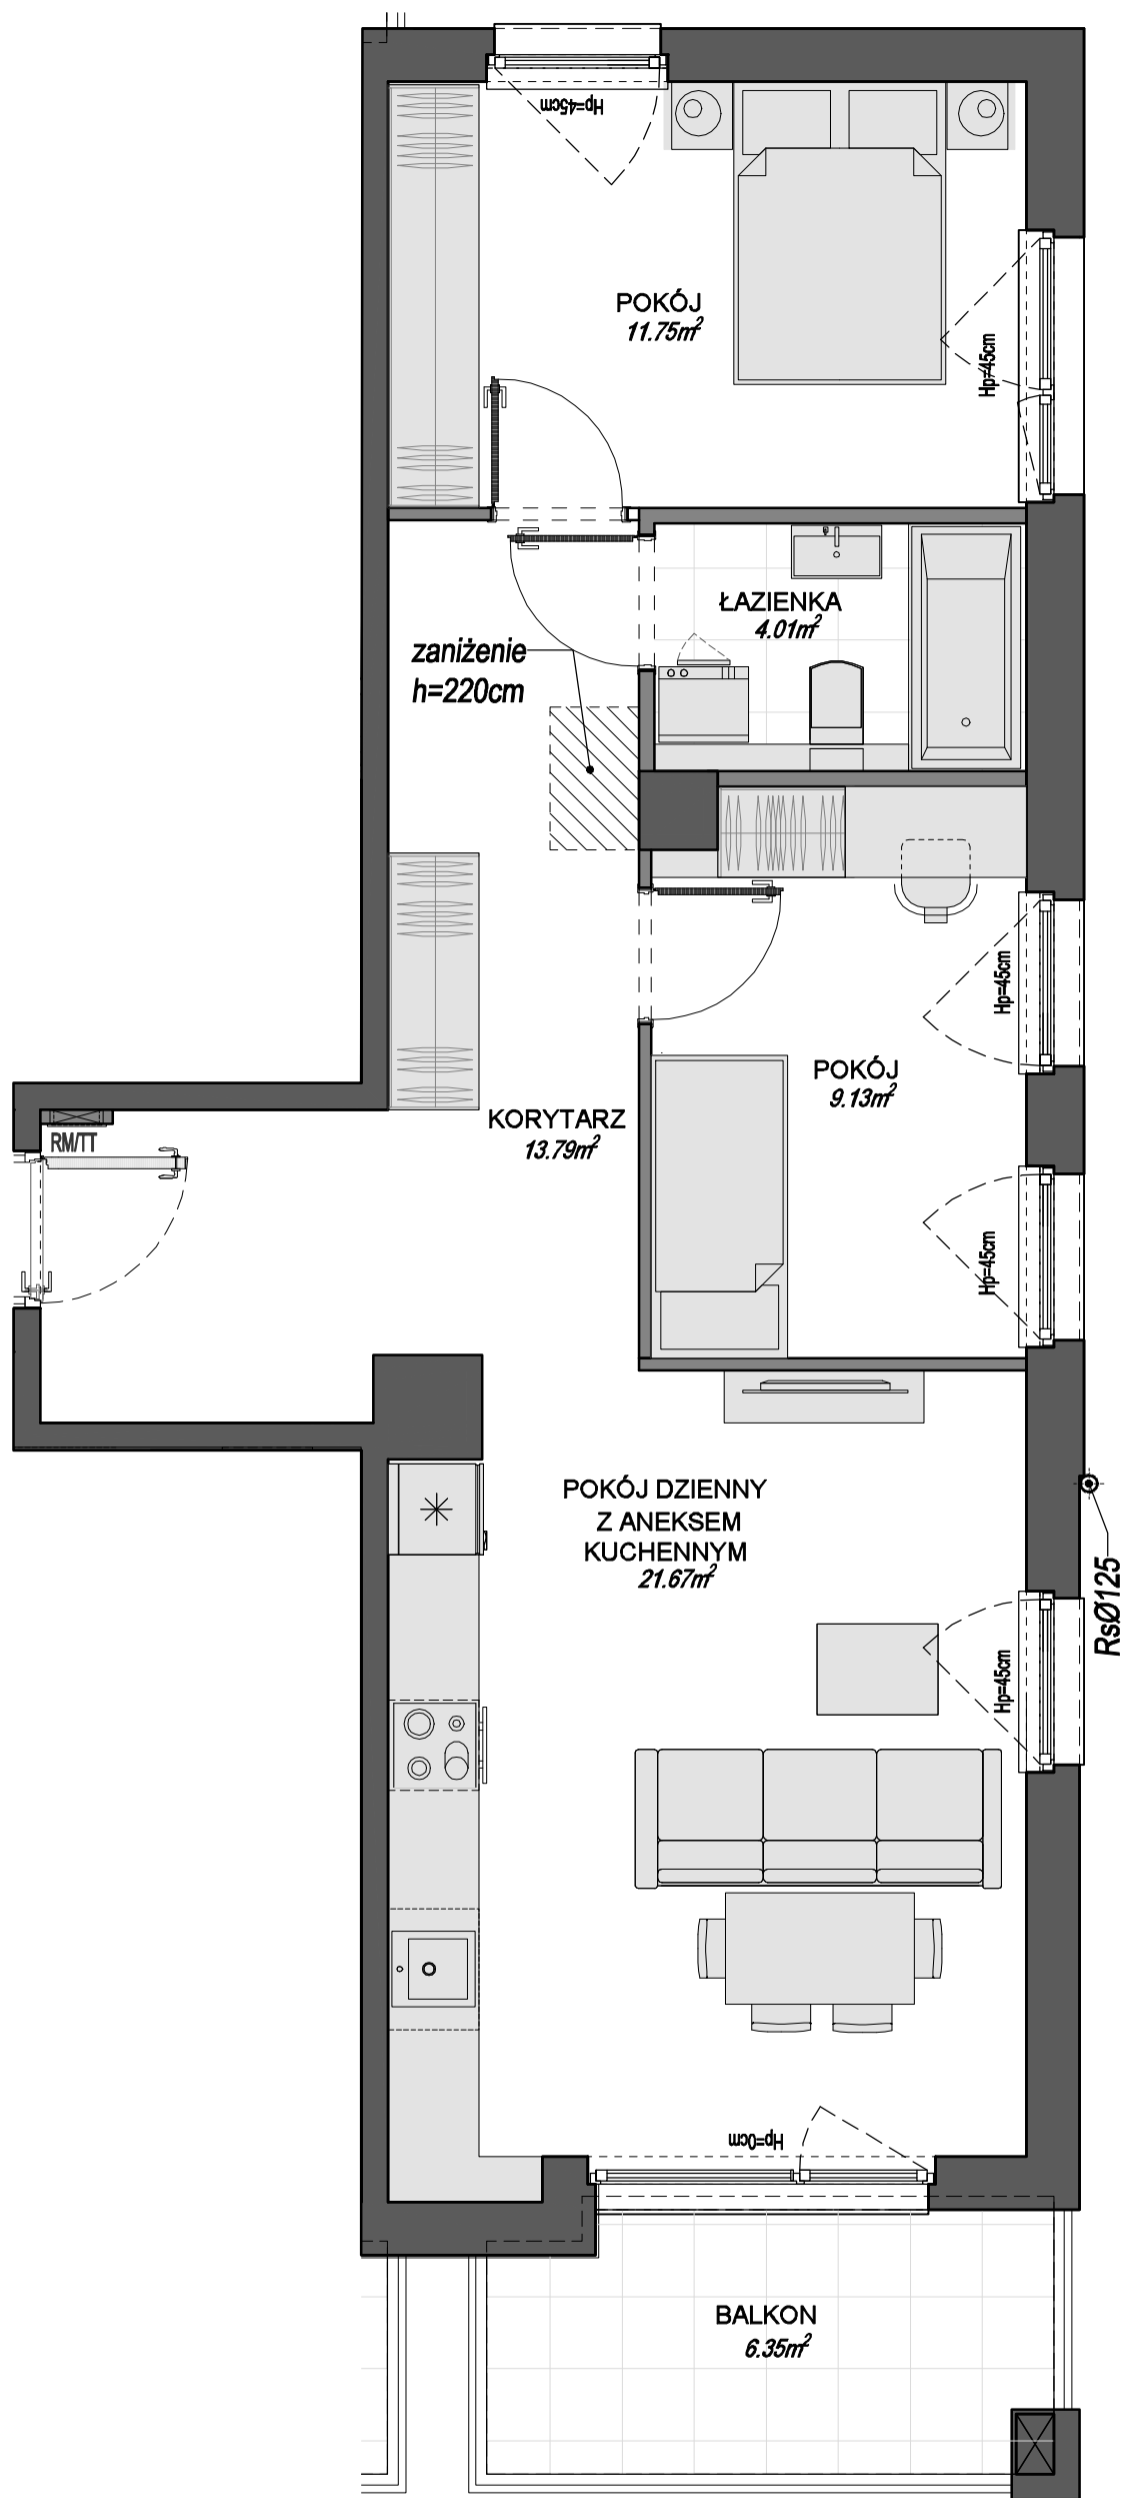 Hp=45cm
POKÓJ
11.75m²
Hp=45cm
ŁAZIENKA
4.01m²
zaniżenie
h=220cm
Hp=45cm
POKÓJ
9.13m²
KORYTARZ
13.79m²
RM/TT
Hp=45cm
POKÓJ DZIENNY
Z ANEKSEM
KUCHENNYM
21.67m²
RsØ125
Hp=45cm
Hp=0cm
BALKON
6.35m²